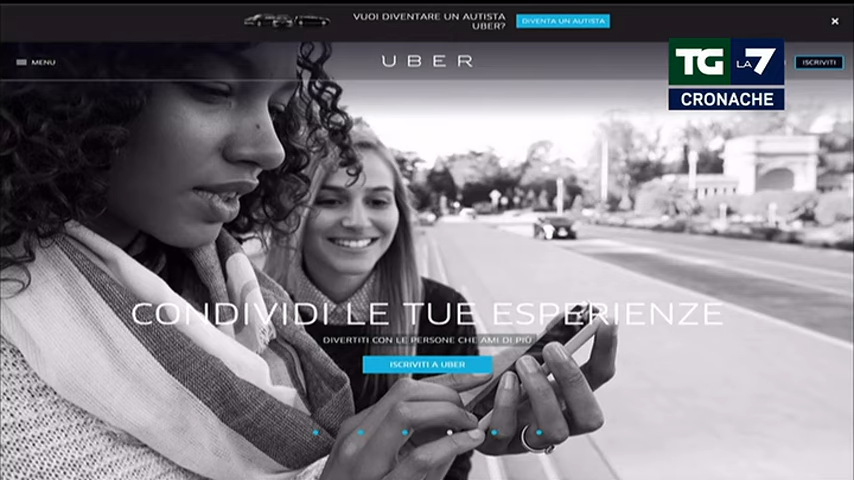 VUOI DIVENTARE UN AUTISTA
UBER?
DIVENTA UN AUTISTA
MENU
UBER
ISCRIVITI
TG LA7
CRONACHE
CONDIVIDI LE TUE ESPERIENZE
DIVERTITI CON LE PERSONE CHE AMI DI PIÙ
ISCRIVITI A UBER